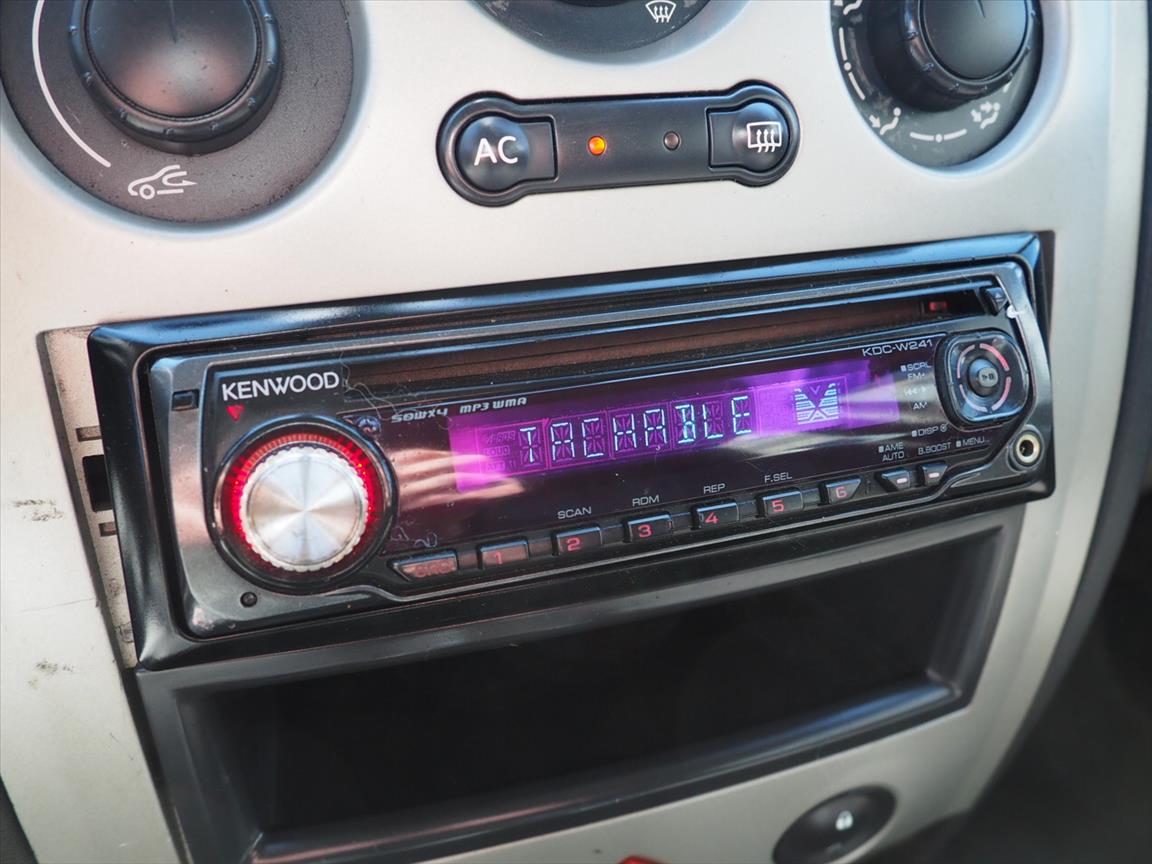 AC
KENWOOD
KDC-W241
50Wx4 MP3 WMA
SCRL
FM+
AM
DISP
AME
AUTO
B.BOOST
MENU
SCAN
RDM
REP
F.SEL
1
2
3
4
5
6